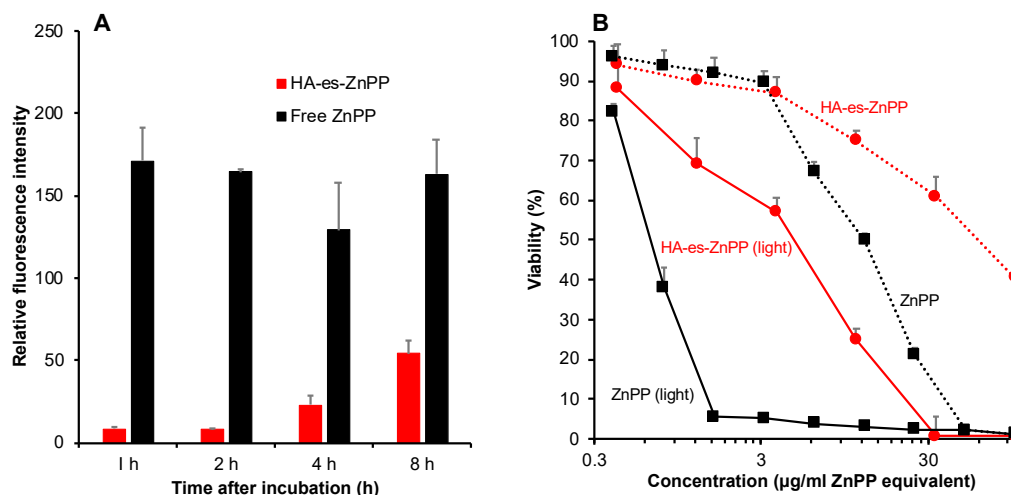 A
250
200
150
100
50
0
Relative fluorescence intensity
HA-es-ZnPP
Free ZnPP
1 h
2 h
4 h
8 h
Time after incubation (h)
B
100
90
80
70
60
50
40
30
20
10
0
Viability (%)
HA-es-ZnPP
HA-es-ZnPP (light)
ZnPP
ZnPP (light)
0.3
3
30
Concentration (µg/ml ZnPP equivalent)